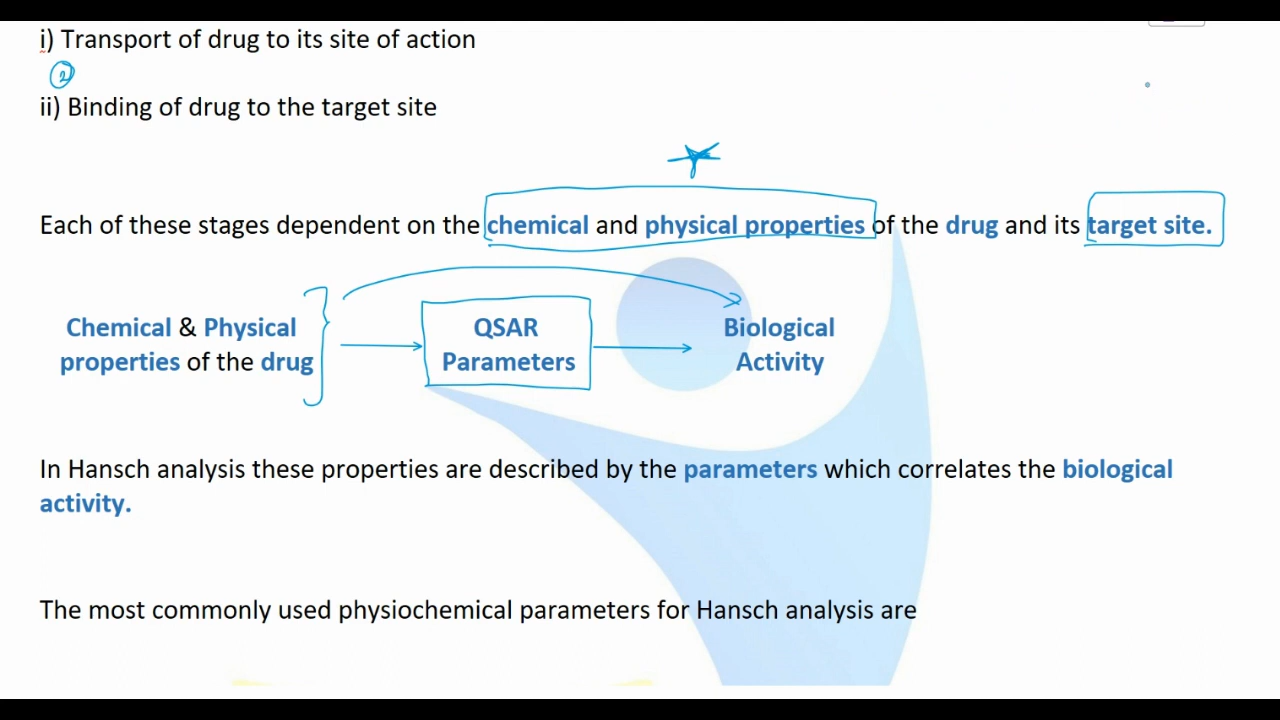 i) Transport of drug to its site of action
2
ii) Binding of drug to the target site
Each of these stages dependent on the chemical and physical properties of the drug and its target site.
Chemical & Physical
properties of the drug
QSAR
Parameters
Biological
Activity
In Hansch analysis these properties are described by the parameters which correlates the biological
activity.
The most commonly used physiochemical parameters for Hansch analysis are